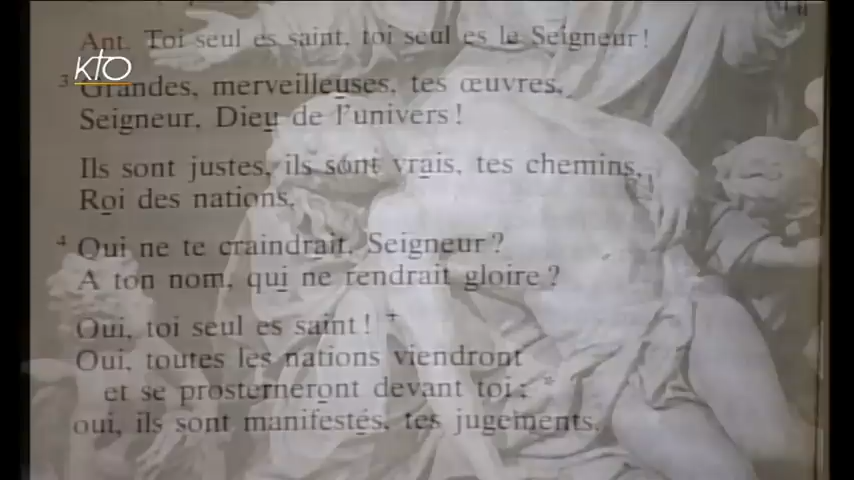 Ant. Toi seul es saint, toi seul es le Seigneur !
KTO
3 Grandes, merveilleuses, tes œuvres,
Seigneur, Dieu de l'univers !
Ils sont justes, ils sont vrais, tes chemins,
Roi des nations.
4 Qui ne te craindrait, Seigneur ?
A ton nom, qui ne rendrait gloire ?
Oui, toi seul es saint ! +
Oui, toutes les nations viendront
et se prosterneront devant toi ; *
oui, ils sont manifestés, tes jugements.